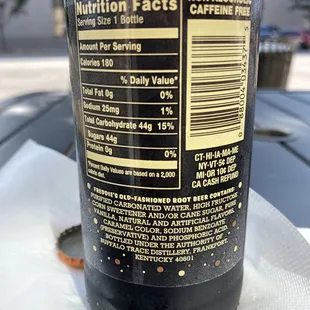 Nutrition Facts
Serving Size 1 Bottle
Amount Per Serving
Calories 180
% Daily Value*
Total Fat 0g 0%
Sodium 25mg 1%
Total Carbohydrate 44g 15%
Sugars 44g
Protein 0g 0%
*Percent Daily Values are based on a 2,000
calorie diet.
NON-ALCOHOLIC
CAFFEINE FREE
CT-HI-IA-MA-ME
NY-VT-5¢ DEP
MI-OR 10¢ DEP
CA CASH REFUND
FREDDIE'S OLD-FASHIONED ROOT BEER CONTAINS:
PURIFIED CARBONATED WATER, HIGH FRUCTOSE
CORN SWEETENER AND/OR CANE SUGAR, PURE
VANILLA, NATURAL AND ARTIFICIAL FLAVORS,
CARAMEL COLOR, SODIUM BENZOATE
(PRESERVATIVE) AND PHOSPHORIC ACID.
BOTTLED UNDER THE AUTHORITY OF
BUFFALO TRACE DISTILLERY, FRANKFORT,
KENTUCKY 40601